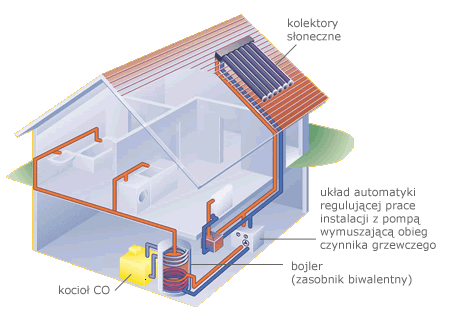 kolektory
słoneczne
układ automatyki
regulującej prace
instalacji z pompą
wymuszającą obieg
czynnika grzewczego
bojler
(zasobnik biwalentny)
kocioł CO